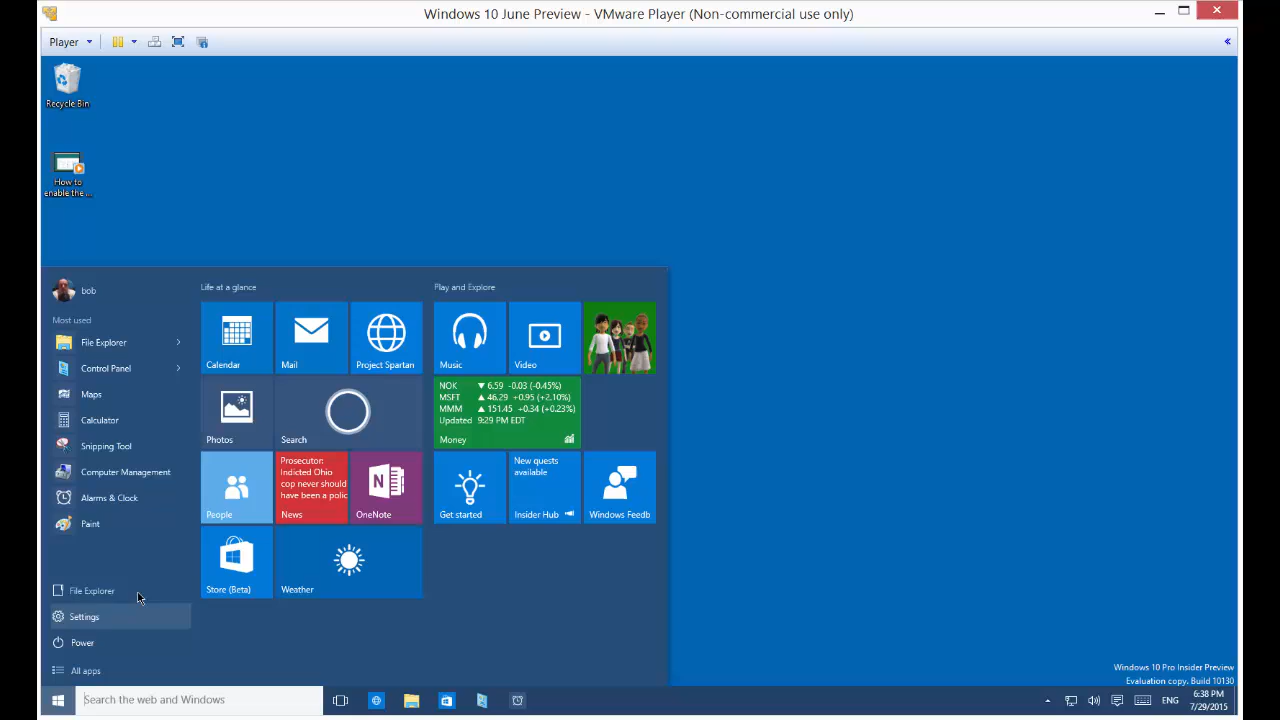 Windows 10 June Preview - VMware Player (Non-commercial use only)
Player
«
Recycle Bin
How to
enable the ...
bob
Most used
File Explorer
Control Panel
Maps
Calculator
Snipping Tool
Computer Management
Alarms & Clock
Paint
File Explorer
Settings
Power
All apps
Life at a glance
Calendar
Mail
Project Spartan
Photos
Search
People
Prosecutor:
Indicted Ohio
cop never should
have been a polic
News
OneNote
Store (Beta)
Weather
Play and Explore
Music
Video
NOK ▼ 6.59 -0.03 (-0.45%)
MSFT ▲ 46.29 +0.95 (+2.10%)
MMM ▲ 151.45 +0.34 (+0.23%)
Updated 9:29 PM EDT
Money
Get started
New quests
available
Insider Hub
Windows Feedb
Windows 10 Pro Insider Preview
Evaluation copy. Build 10130
Search the web and Windows
ENG
6:38 PM
7/29/2015